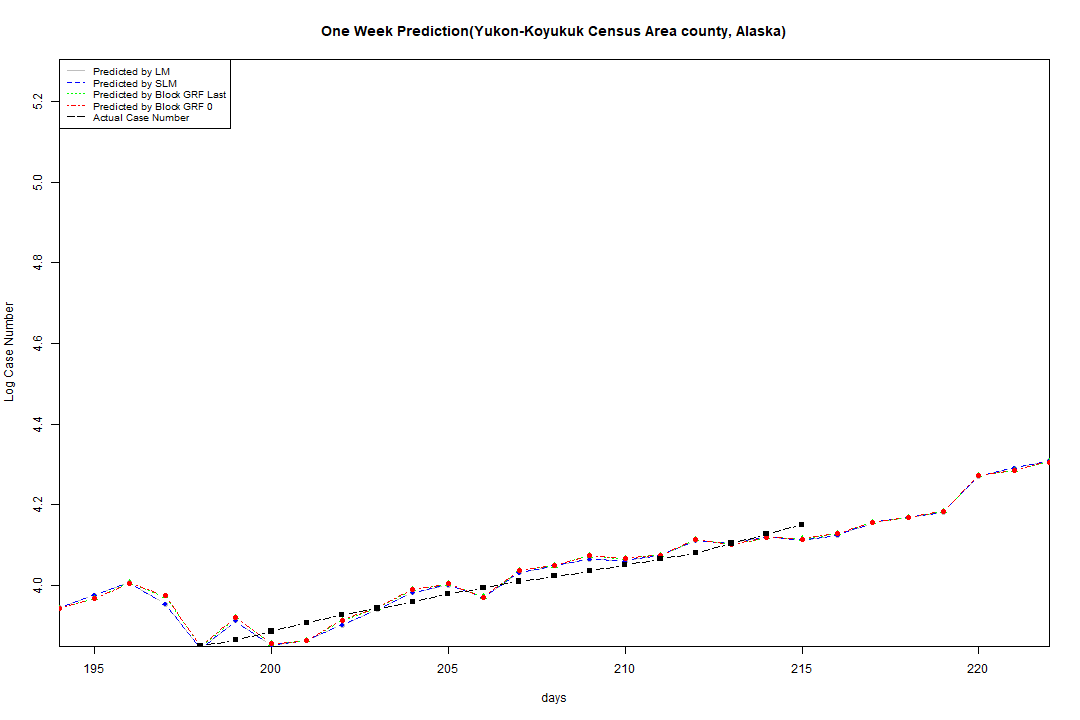 One Week Prediction(Yukon-Koyukuk Census Area county, Alaska)
Predicted by LM
Predicted by SLM
Predicted by Block GRF Last
Predicted by Block GRF 0
Actual Case Number
Log Case Number
5.2
5.0
4.8
4.6
4.4
4.2
4.0
195 200 205 210 215 220
days